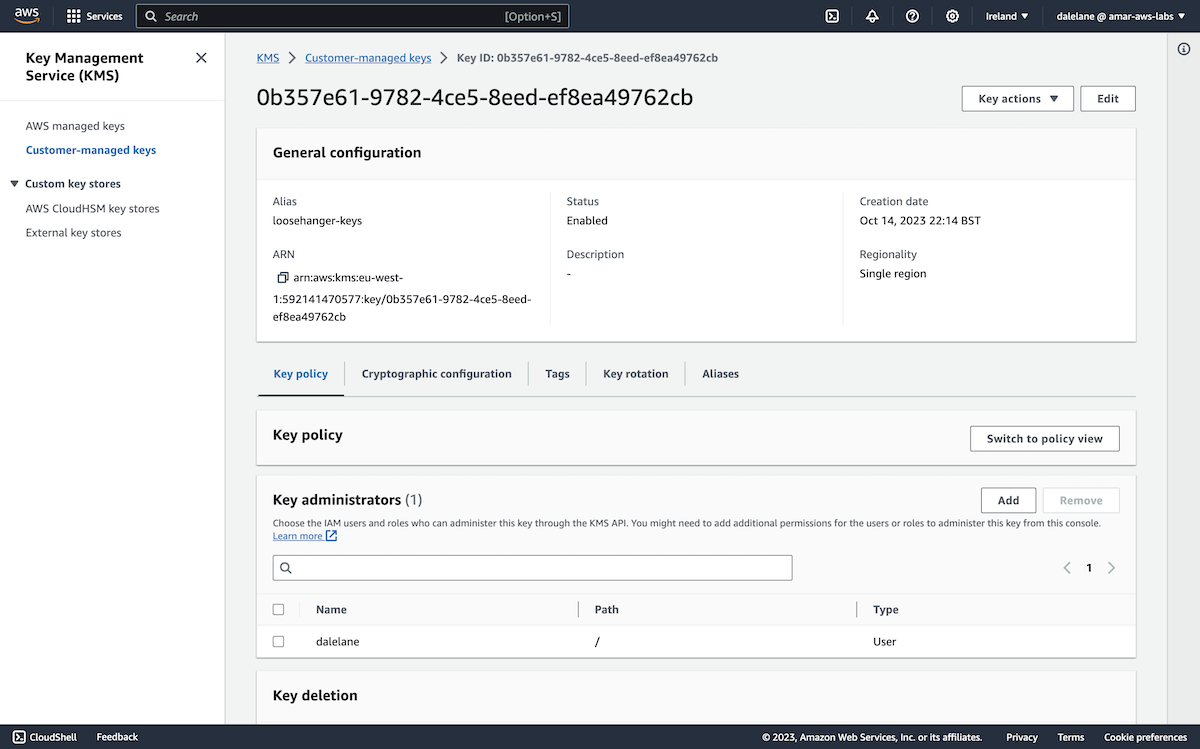 aws Services Search [Option+S] Ireland ▼ dalelane @ amar-aws-labs ▼
Key Management
Service (KMS)
AWS managed keys
Customer-managed keys
▼ Custom key stores
AWS CloudHSM key stores
External key stores
KMS > Customer-managed keys > Key ID: 0b357e61-9782-4ce5-8eed-ef8ea49762cb
0b357e61-9782-4ce5-8eed-ef8ea49762cb
Key actions ▼ Edit
General configuration
Alias
loosehanger-keys
ARN
arn:aws:kms:eu-west-
1:592141470577:key/0b357e61-9782-4ce5-8eed-
ef8ea49762cb
Status
Enabled
Description
-
Creation date
Oct 14, 2023 22:14 BST
Regionality
Single region
Key policy Cryptographic configuration Tags Key rotation Aliases
Key policy
Switch to policy view
Key administrators (1)
Add Remove
Choose the IAM users and roles who can administer this key through the KMS API. You might need to add additional permissions for the users or roles to administer this key from this console.
Learn more
< 1 >
Name Path Type
dalelane / User
Key deletion
CloudShell Feedback © 2023, Amazon Web Services, Inc. or its affiliates. Privacy Terms Cookie preferences